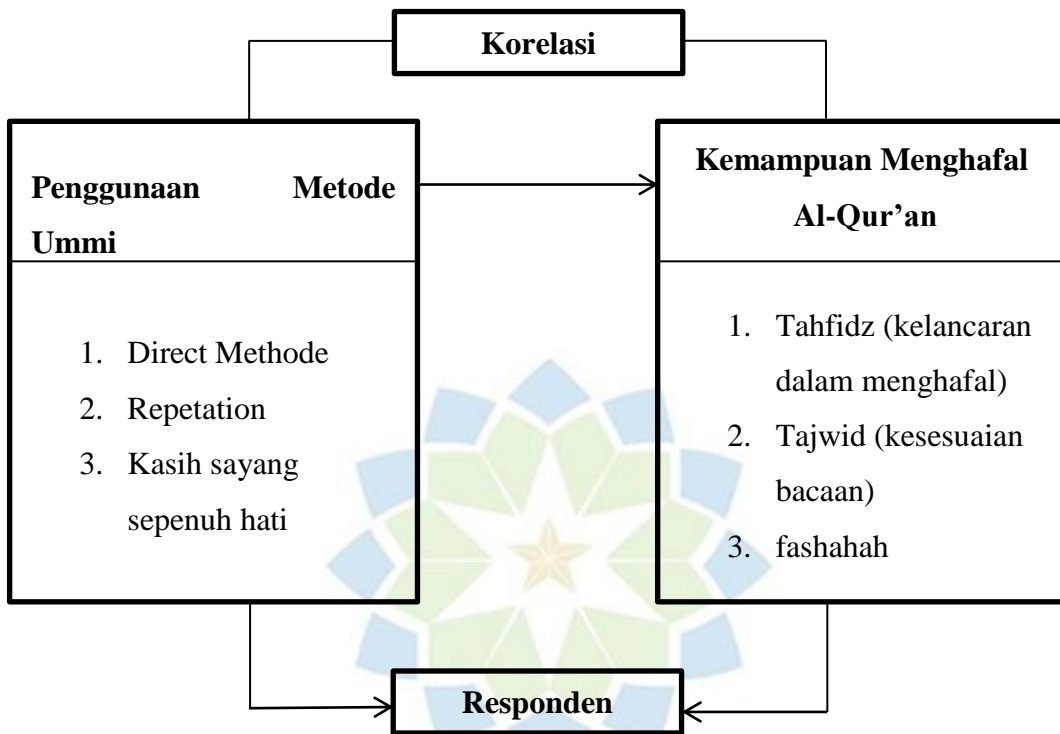 Korelasi
Penggunaan Metode
Ummi
1. Direct Methode
2. Repetation
3. Kasih sayang
sepenuh hati
Kemampuan Menghafal
Al-Qur’an
1. Tahfidz (kelancaran
dalam menghafal)
2. Tajwid (kesesuaian
bacaan)
3. fashahah
Responden